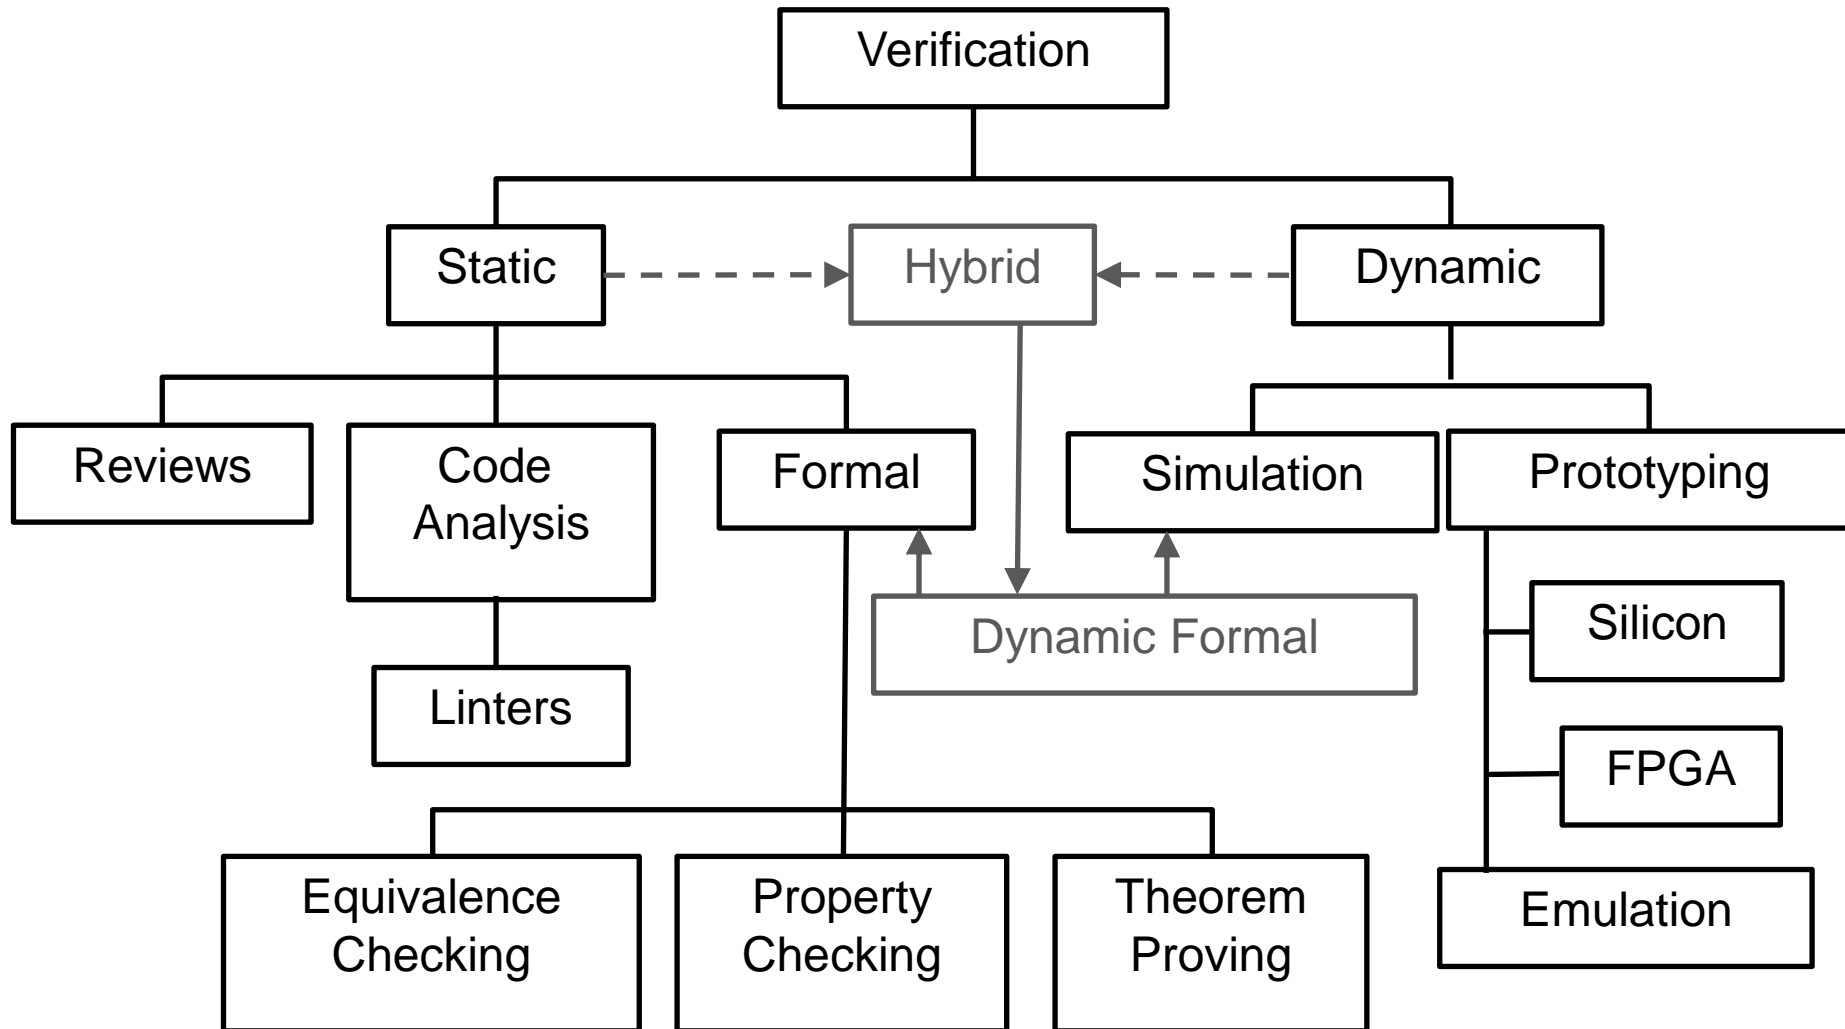 Verification
Static
Hybrid
Dynamic
Reviews
Code
Analysis
Formal
Simulation
Prototyping
Dynamic Formal
Silicon
Linters
FPGA
Equivalence
Checking
Property
Checking
Theorem
Proving
Emulation